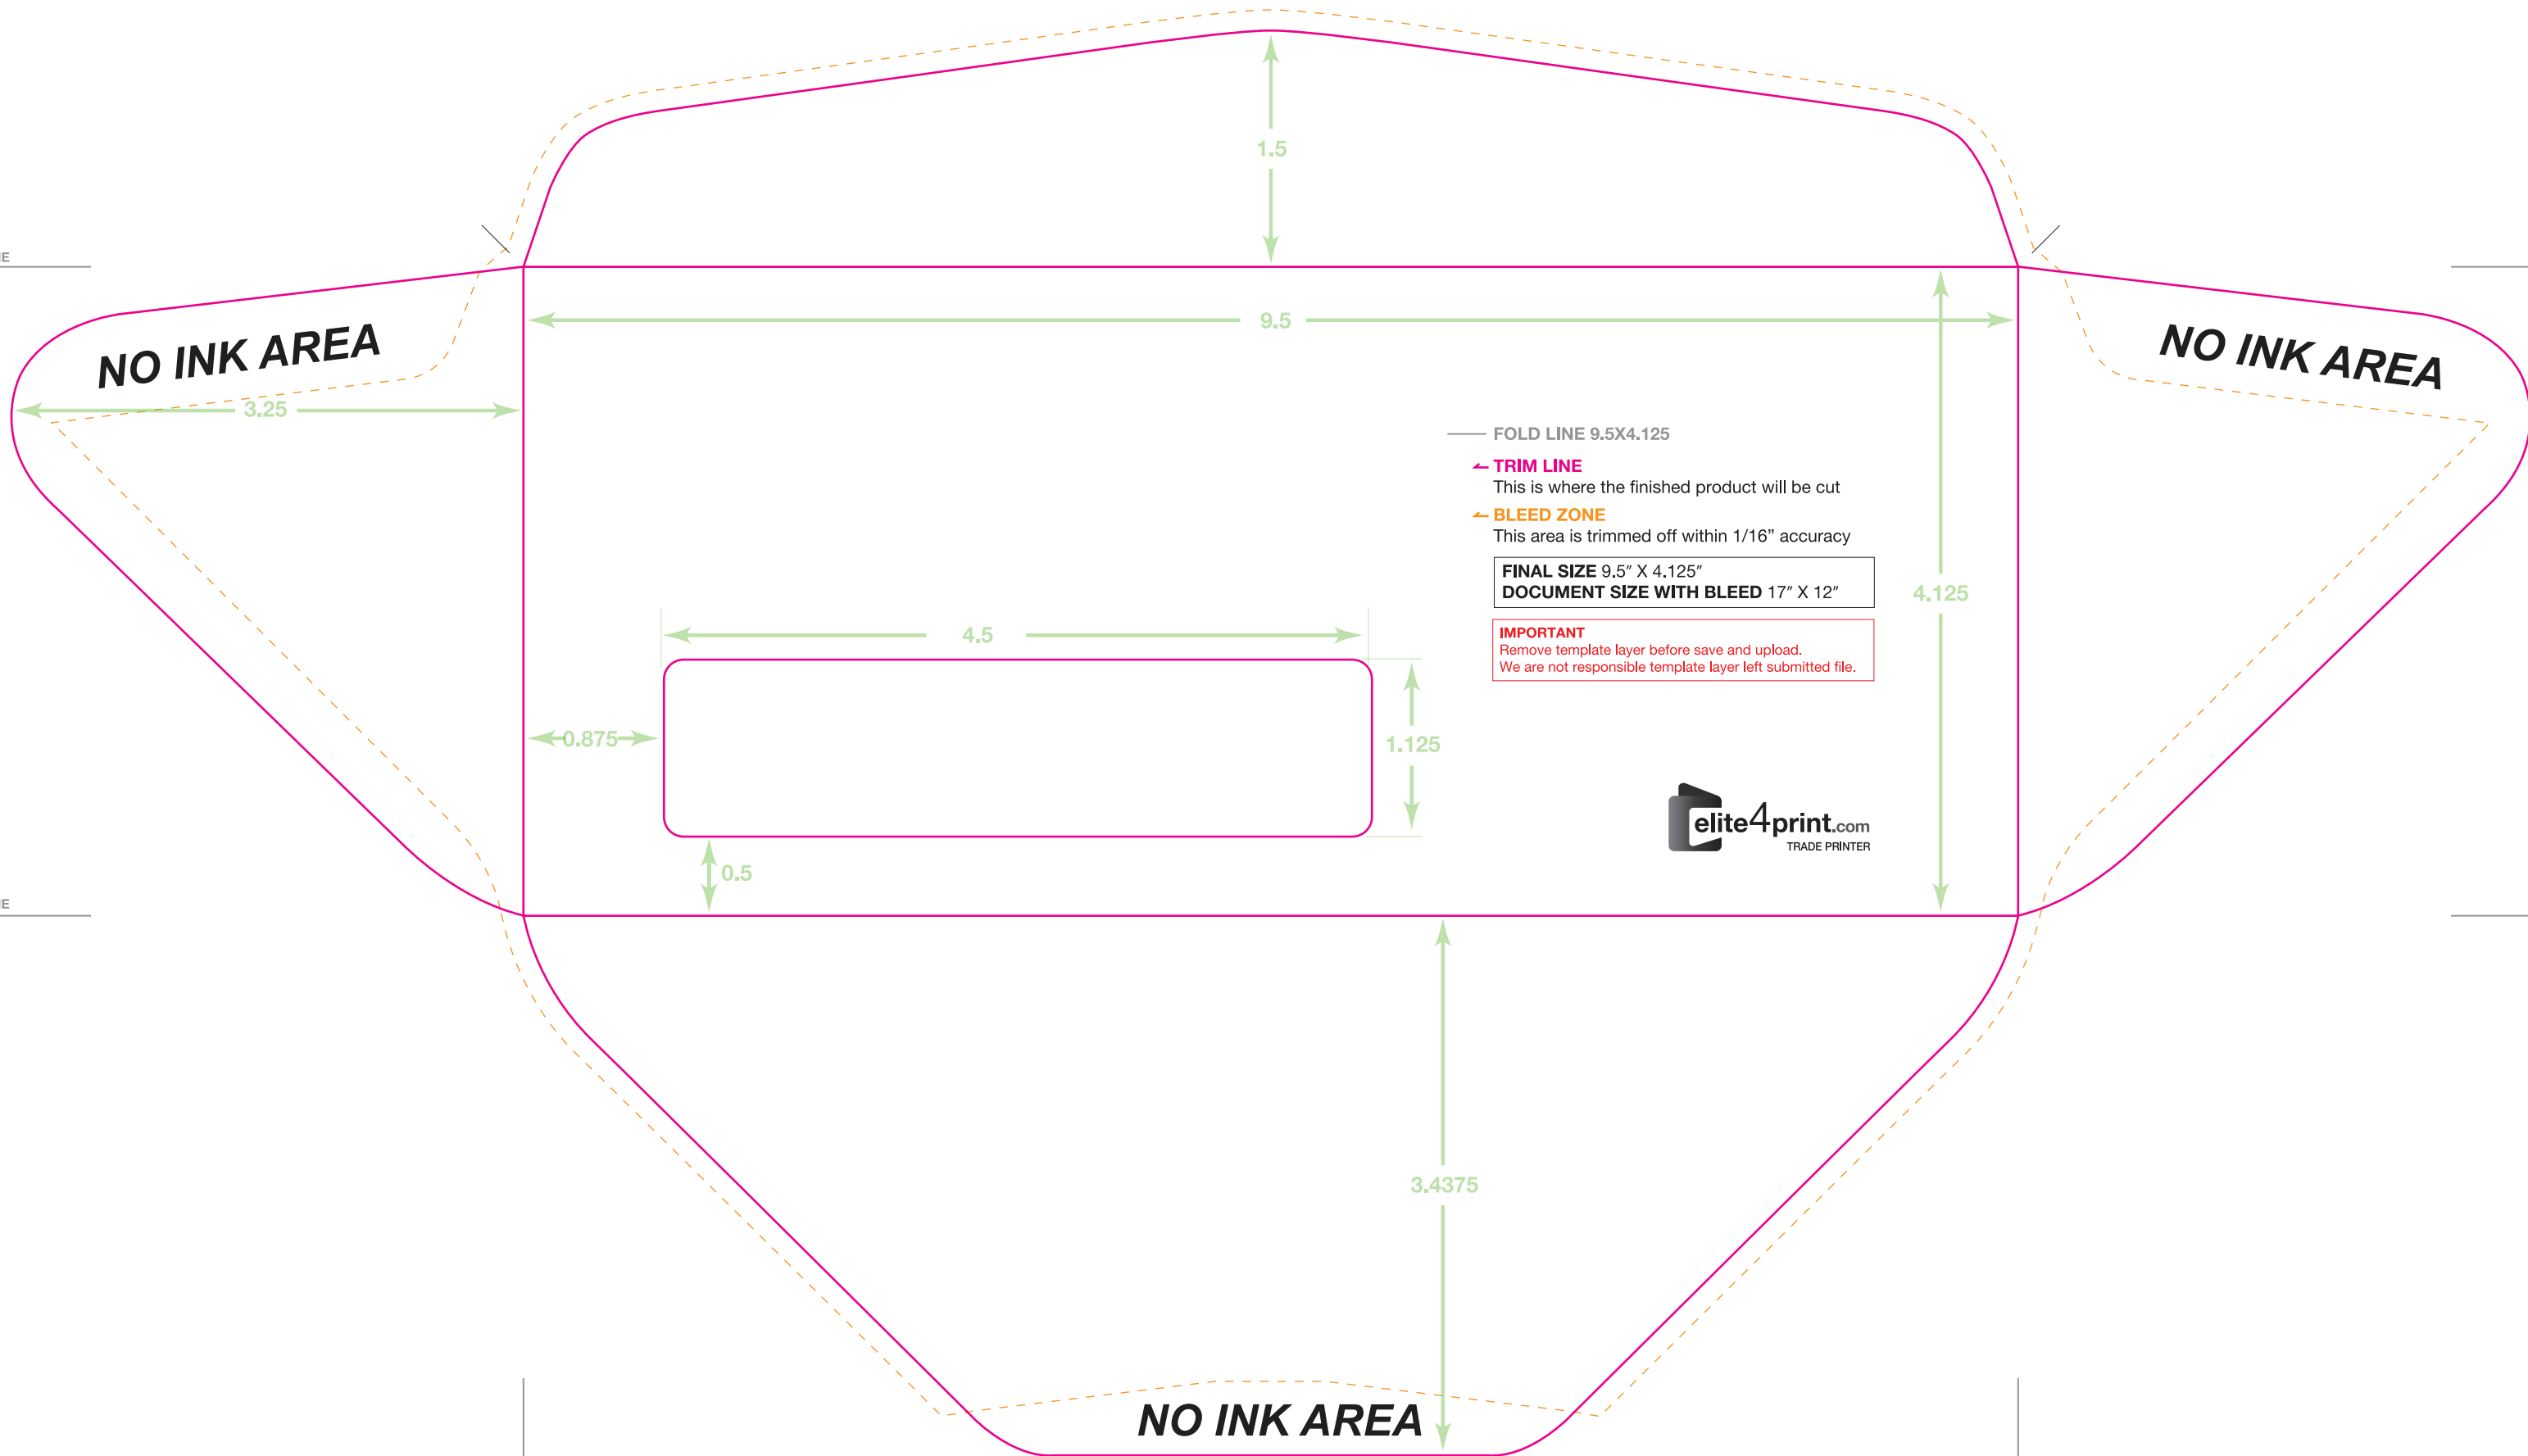 1.5
E
9.5
NO INK AREA
NO INK AREA
3.25
FOLD LINE 9.5X4.125
TRIM LINE
This is where the finished product will be cut
BLEED ZONE
This area is trimmed off within 1/16” accuracy
FINAL SIZE 9.5″ X 4.125″
DOCUMENT SIZE WITH BLEED 17″ X 12″
4.125
IMPORTANT
Remove template layer before save and upload.
We are not responsible template layer left submitted file.
4.5
0.875
1.125
elite4print.com
TRADE PRINTER
0.5
E
3.4375
NO INK AREA